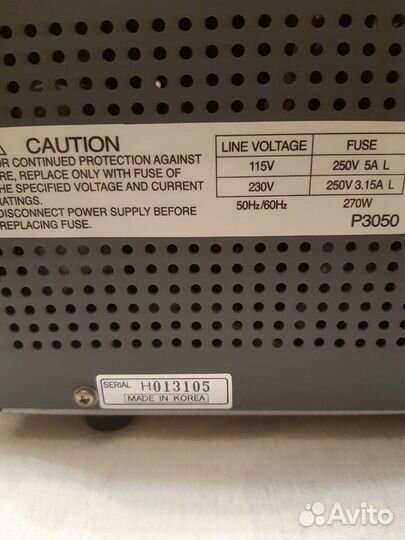 CAUTION
OR CONTINUED PROTECTION AGAINST
RE, REPLACE ONLY WITH FUSE OF
HE SPECIFIED VOLTAGE AND CURRENT
RATINGS.
DISCONNECT POWER SUPPLY BEFORE
REPLACING FUSE.
LINE VOLTAGE FUSE
115V 250V 5A L
230V 250V 3.15A L
50Hz/60Hz 270W
P3050
SERIAL H013105
MADE IN KOREA
Avito